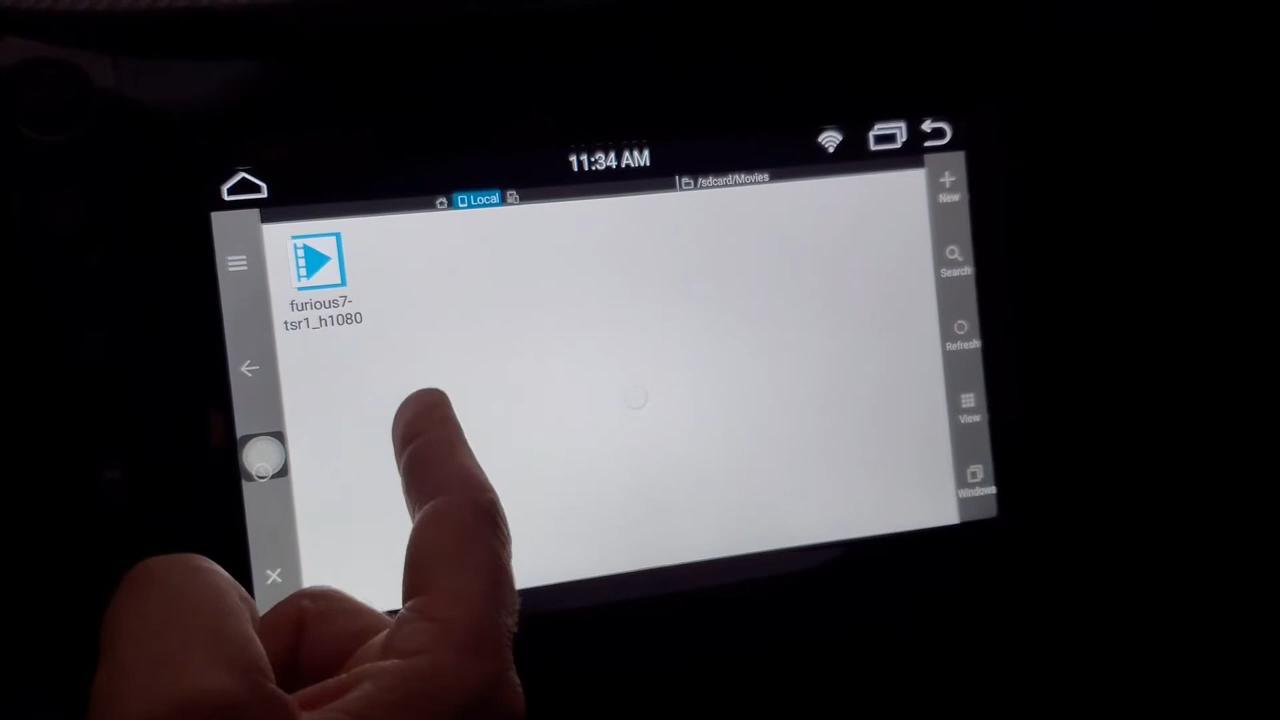 11:34 AM
Local
/sdcard/Movies
furious7-
tsr1_h1080
New
Search
Refresh
View
Windows